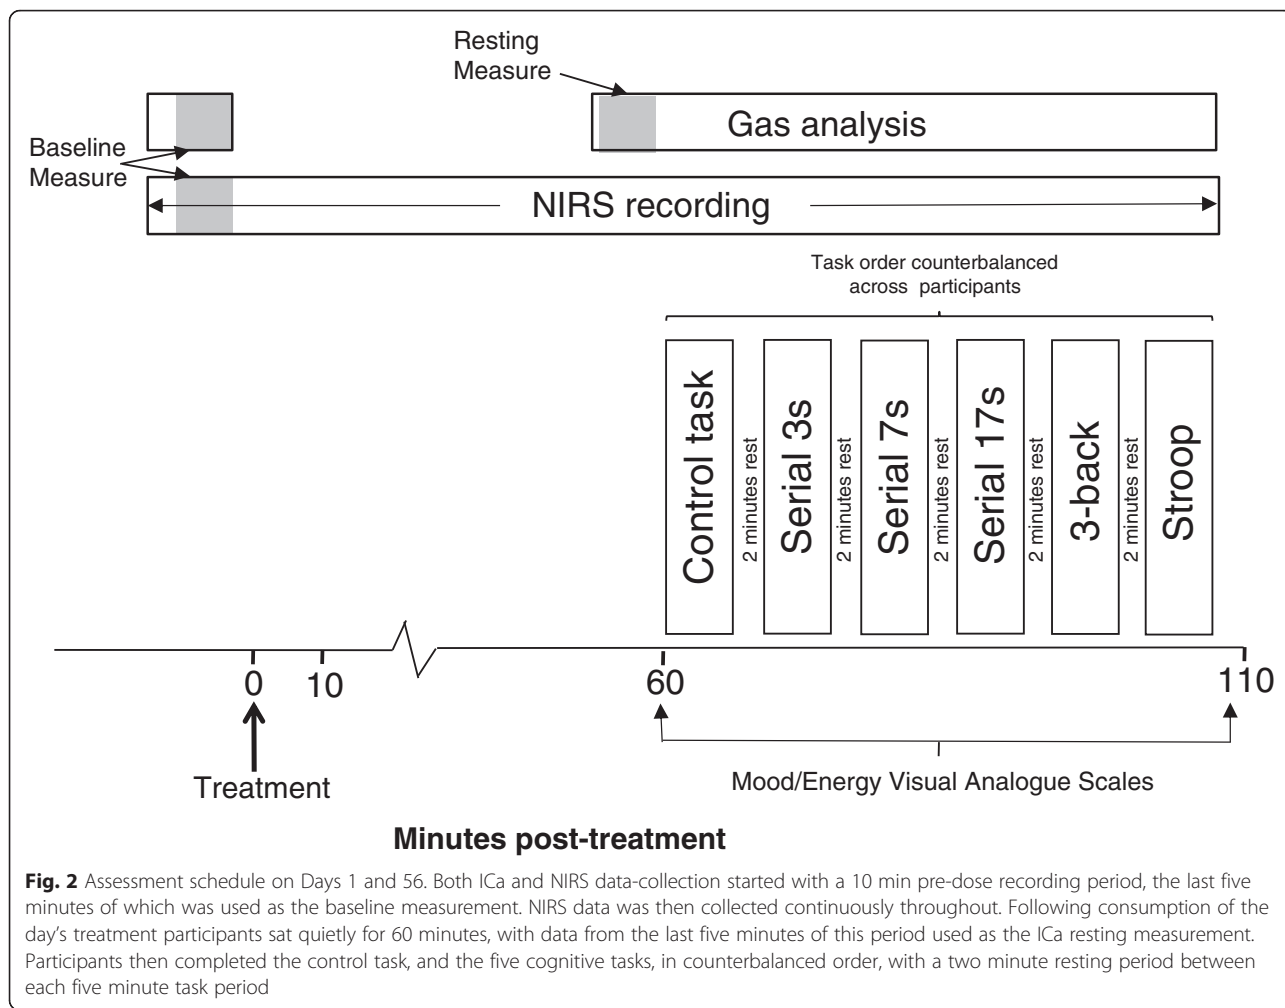 Resting
Measure
Gas analysis
Baseline
Measure
NIRS recording
Task order counterbalanced
across participants
Control task
2 minutes rest
Serial 3s
2 minutes rest
Serial 7s
2 minutes rest
Serial 17s
2 minutes rest
3-back
2 minutes rest
Stroop
0
10
60
110
Treatment
Mood/Energy Visual Analogue Scales
Minutes post-treatment
Fig. 2 Assessment schedule on Days 1 and 56. Both ICa and NIRS data-collection started with a 10 min pre-dose recording period, the last five
minutes of which was used as the baseline measurement. NIRS data was then collected continuously throughout. Following consumption of the
day's treatment participants sat quietly for 60 minutes, with data from the last five minutes of this period used as the ICa resting measurement.
Participants then completed the control task, and the five cognitive tasks, in counterbalanced order, with a two minute resting period between
each five minute task period